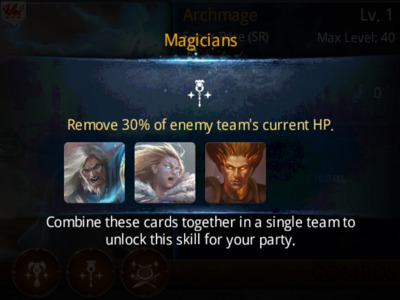 Archmage Lv. 1
Magicians
(SR) Max Level: 40
0
Remove 30% of enemy team's current HP.
Combine these cards together in a single team to
unlock this skill for your party.